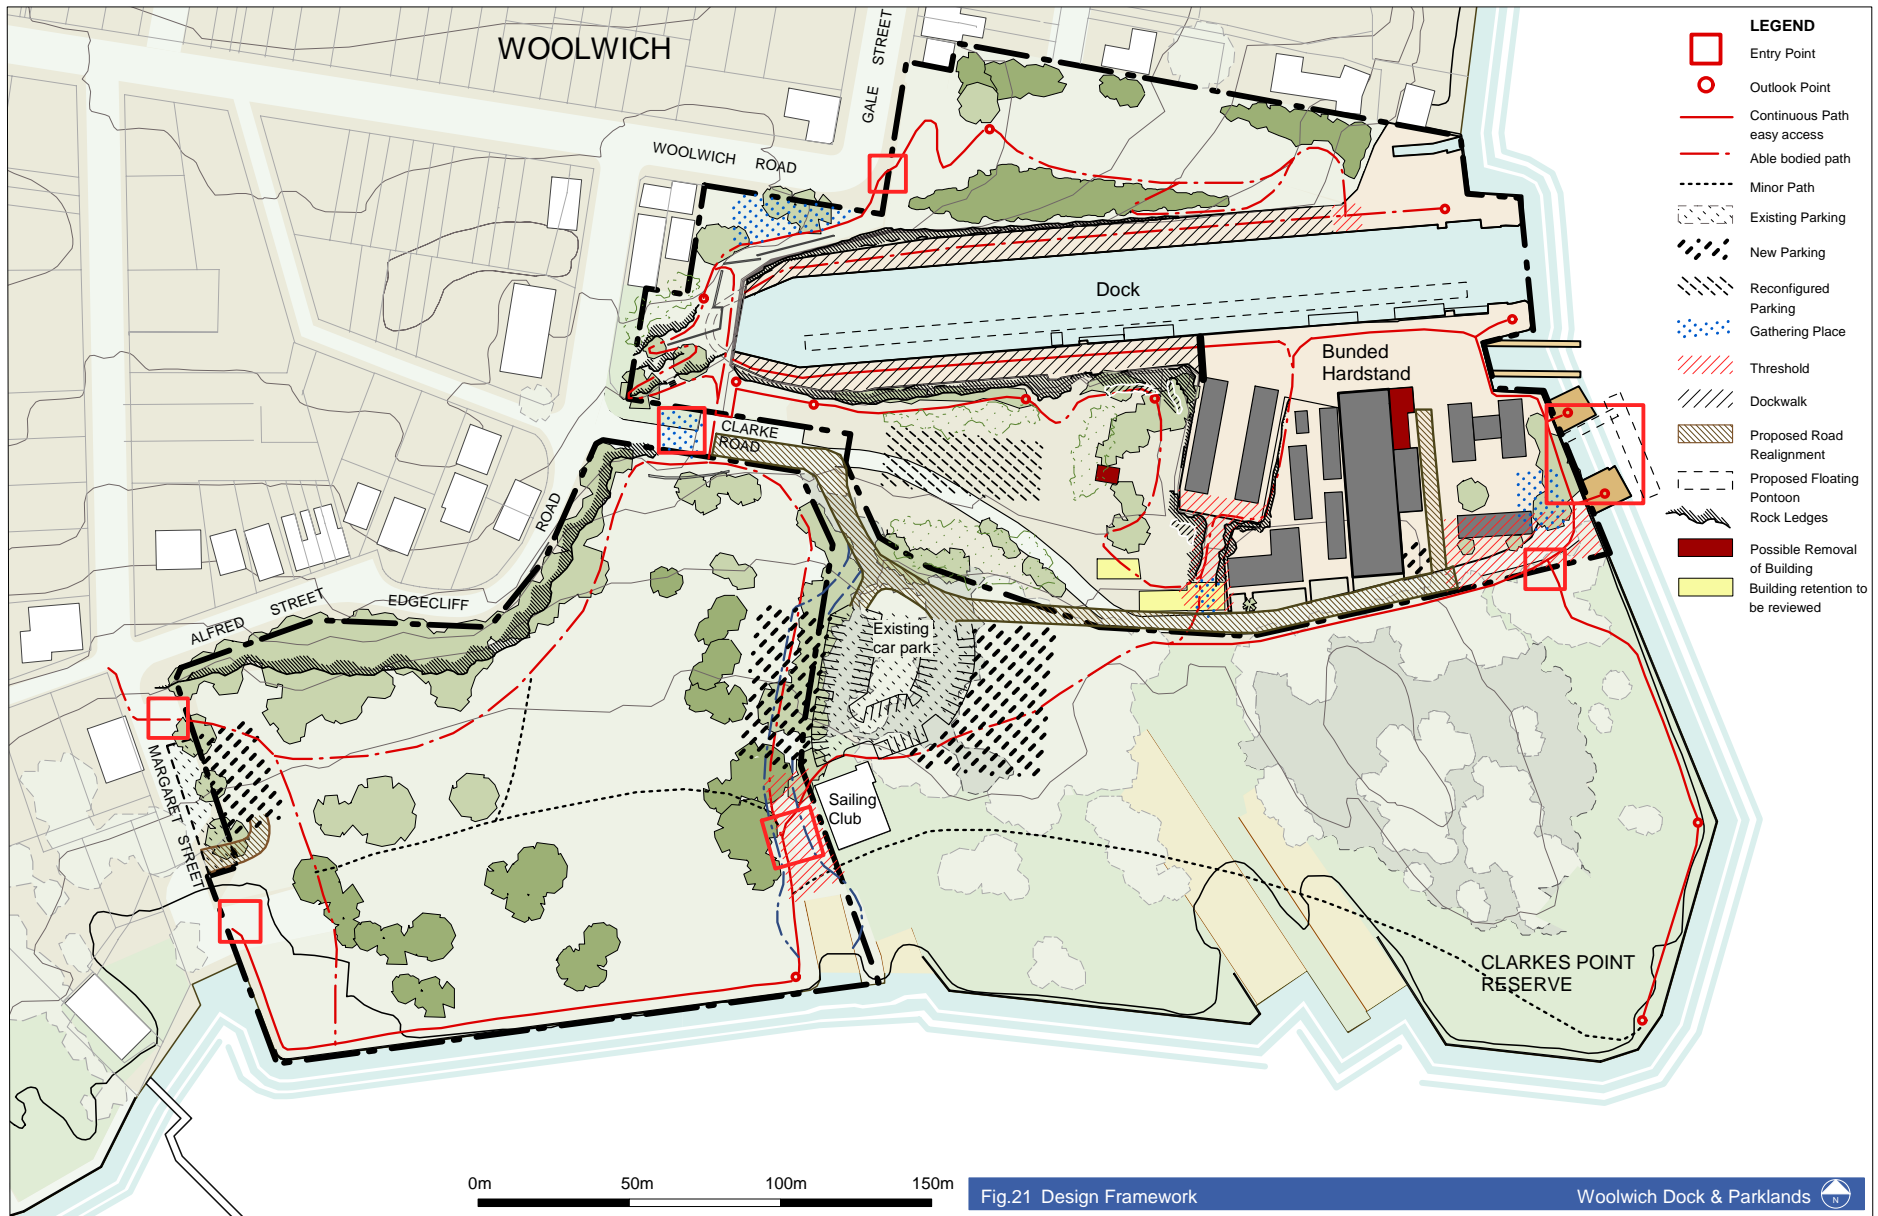 WOOLWICH
GALE STREET
WOOLWICH ROAD
Dock
Bunded
Hardstand
CLARKE
ROAD
ROAD
EDGECLIFF
ALFRED STREET
MARGARET STREET
Existing
car park
Sailing
Club
CLARKES POINT
RESERVE
LEGEND
Entry Point
Outlook Point
Continuous Path
easy access
Able bodied path
Minor Path
Existing Parking
New Parking
Reconfigured
Parking
Gathering Place
Threshold
Dockwalk
Proposed Road
Realignment
Proposed Floating
Pontoon
Rock Ledges
Possible Removal
of Building
Building retention to
be reviewed
0m 50m 100m 150m
Fig.21 Design Framework
Woolwich Dock & Parklands
N